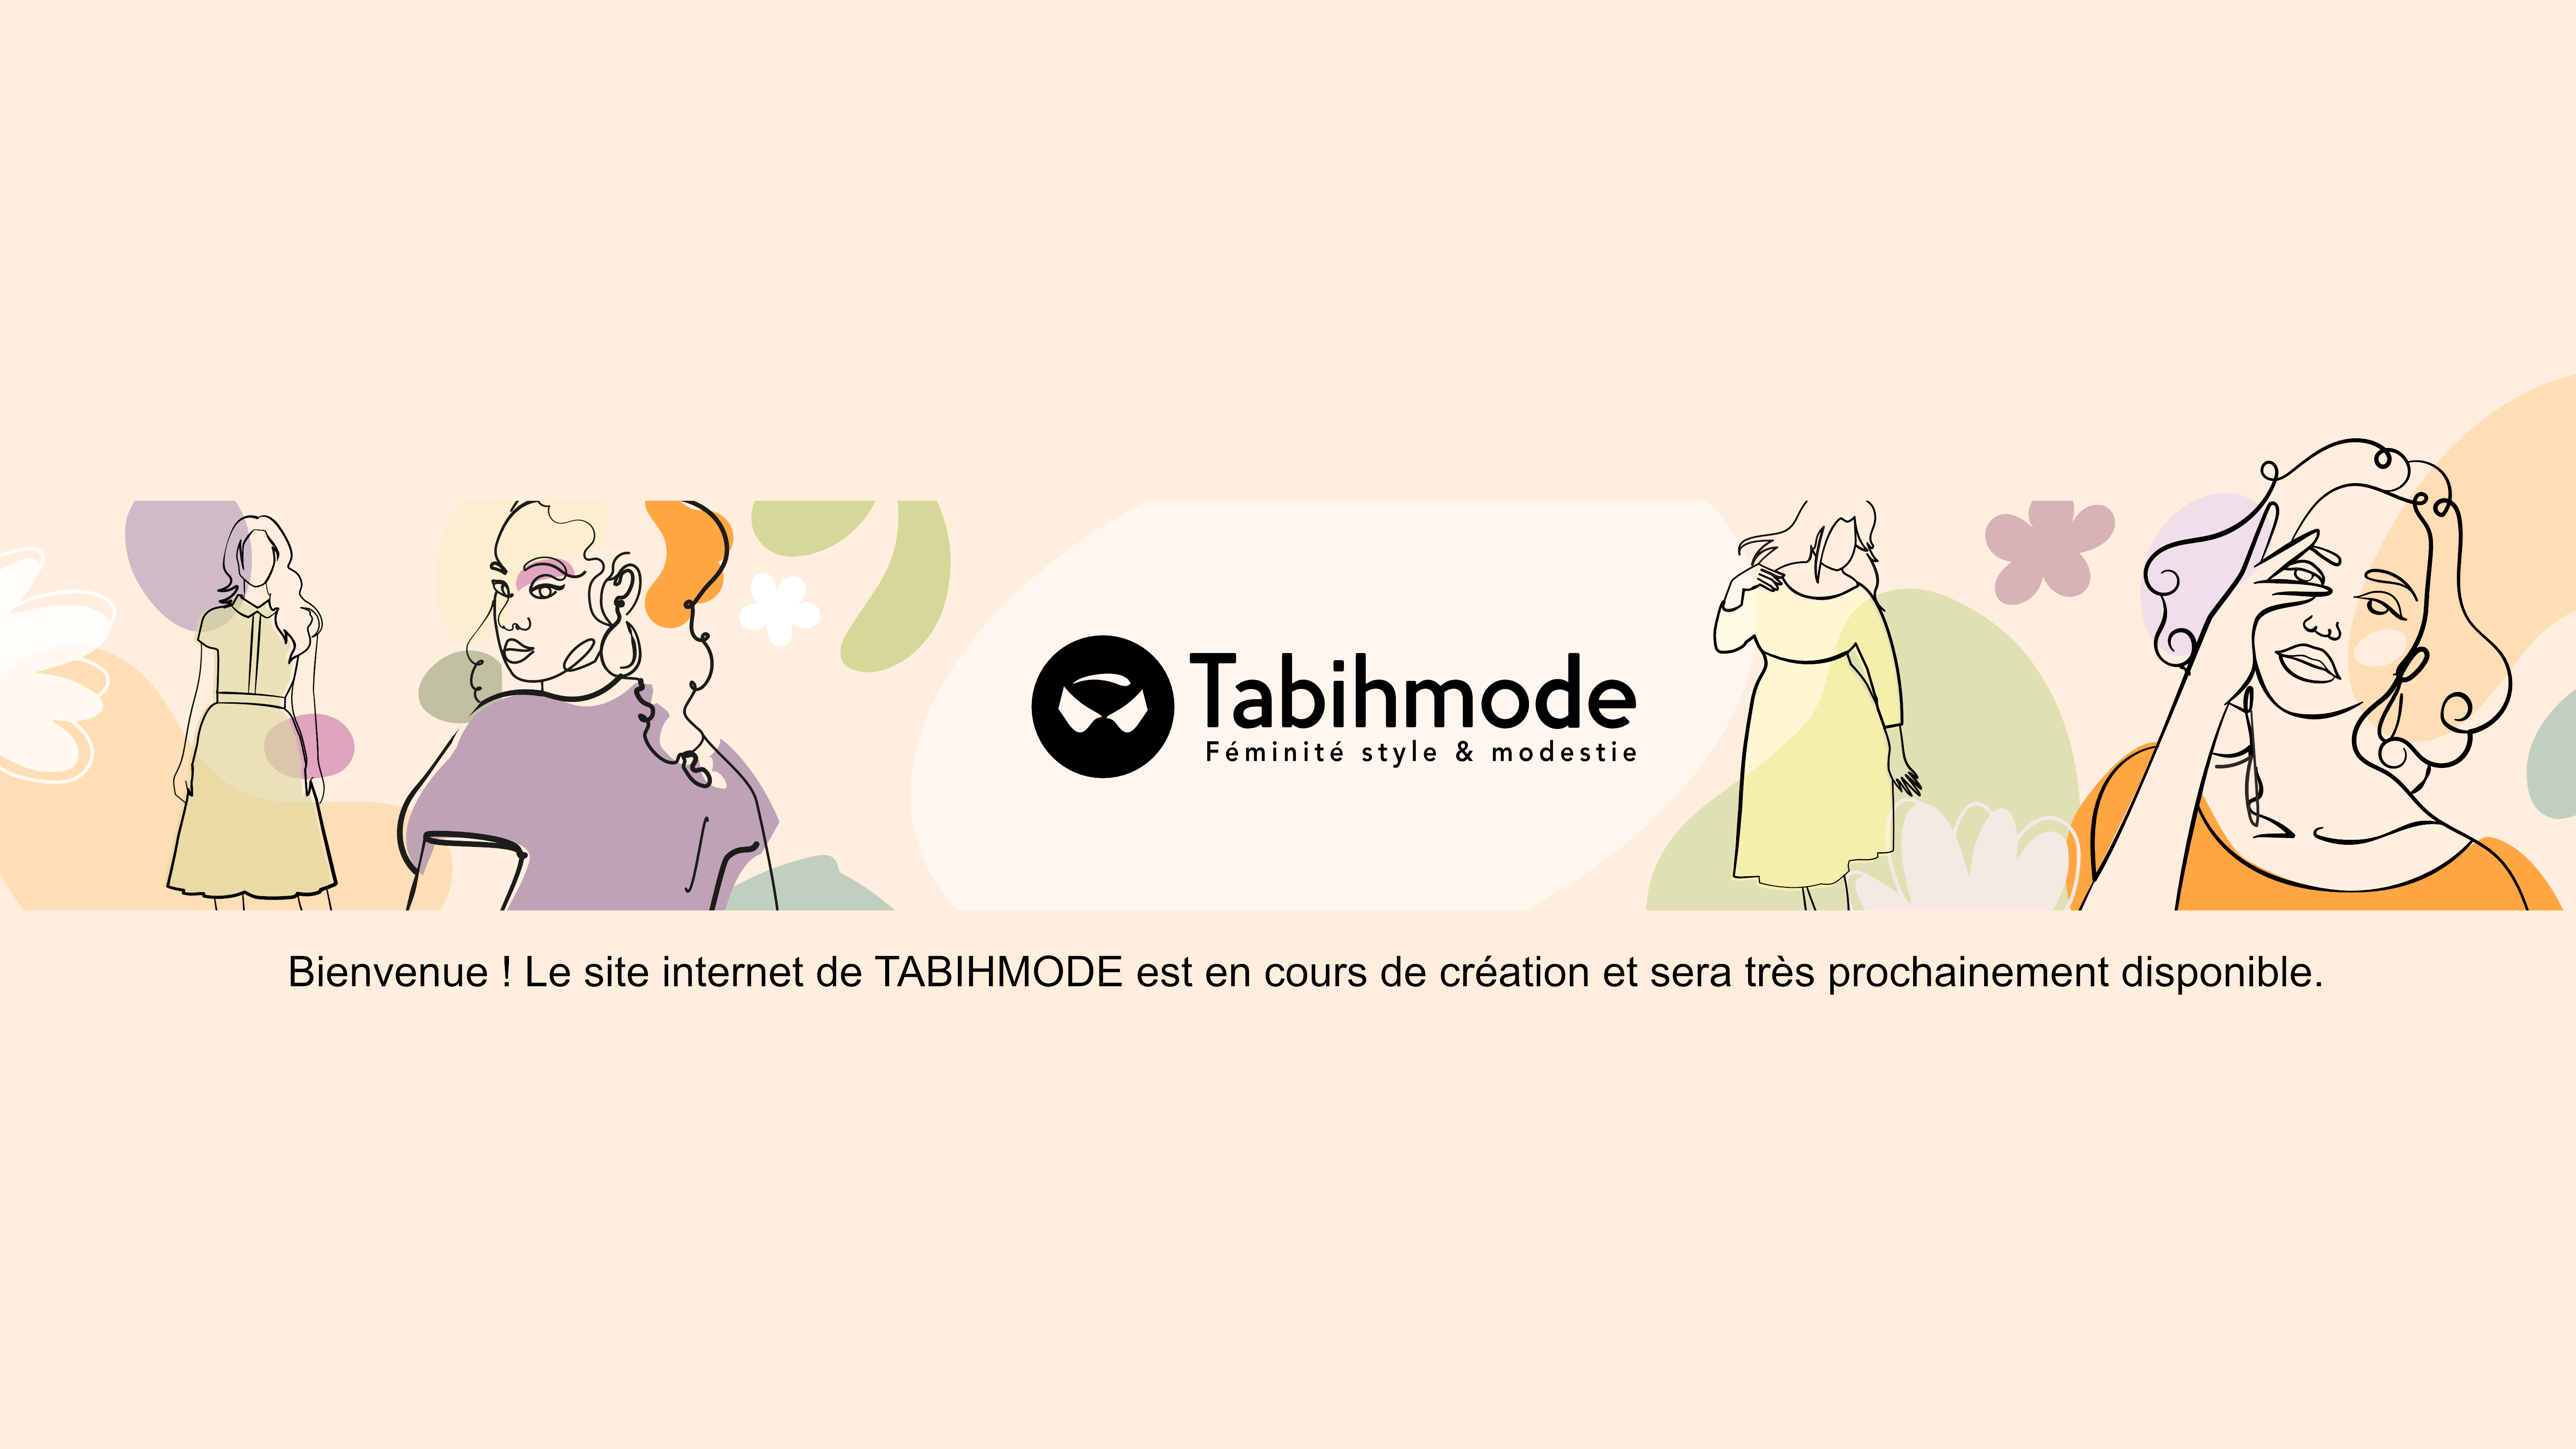 Tabihmode
Féminité style & modestie
Bienvenue ! Le site internet de TABIHMODE est en cours de création et sera très prochainement disponible.